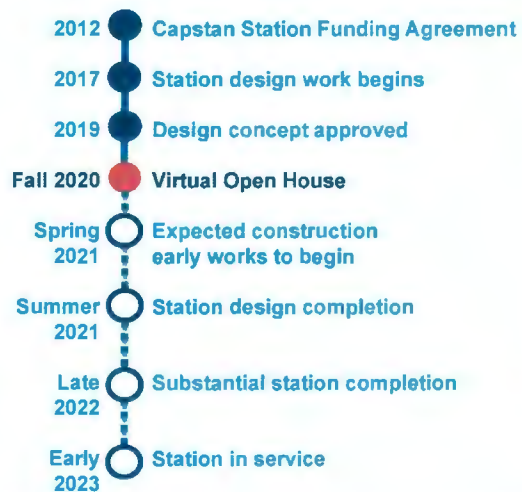 2012 Capstan Station Funding Agreement
2017 Station design work begins
2019 Design concept approved
Fall 2020 Virtual Open House
Spring 2021 Expected construction
early works to begin
Summer 2021 Station design completion
Late 2022 Substantial station completion
Early 2023 Station in service